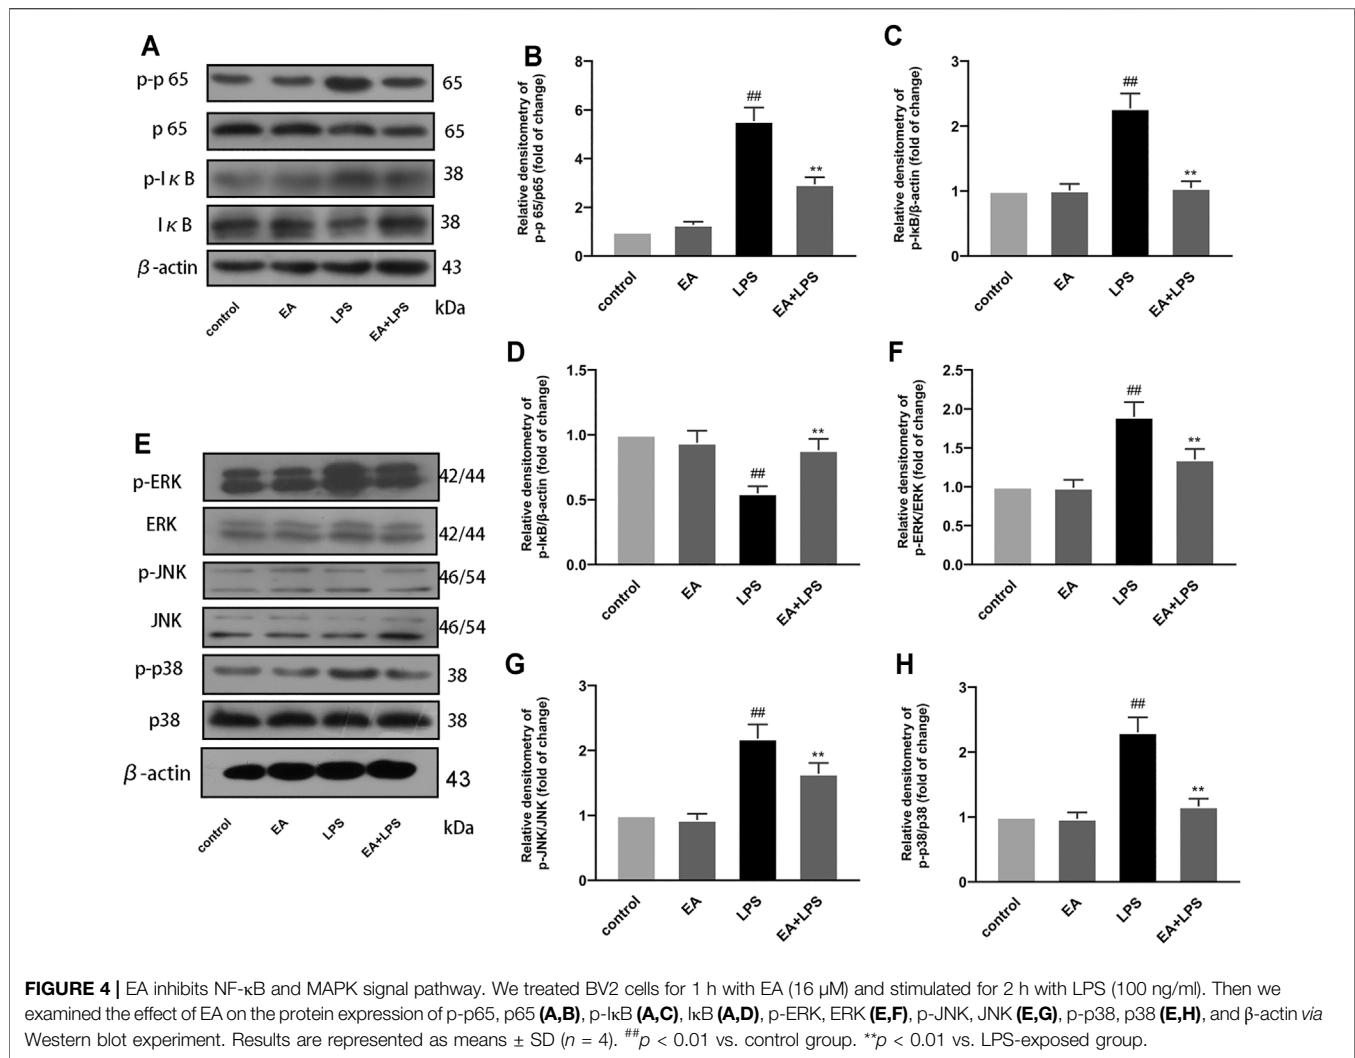 A
p-p 65
65
p 65
65
p-IκB
38
IκB
38
β-actin
43
control
EA
LPS
EA+LPS
kDa
B
Relative densitometry of
p-p 65/p65 (fold of change)
8
6
4
2
0
##
**
control
EA
LPS
EA+LPS
C
Relative densitometry of
p-IκB/β-actin (fold of change)
3
2
1
0
##
**
control
EA
LPS
EA+LPS
D
Relative densitometry of
p-IκB/β-actin (fold of change)
1.5
1.0
0.5
0.0
##
**
control
EA
LPS
EA+LPS
E
p-ERK
42/44
ERK
42/44
p-JNK
46/54
JNK
46/54
p-p38
38
p38
38
β-actin
43
control
EA
LPS
EA+LPS
kDa
F
Relative densitometry of
p-ERK/ERK (fold of change)
2.5
2.0
1.5
1.0
0.5
0.0
##
**
control
EA
LPS
EA+LPS
G
Relative densitometry of
p-JNK/JNK (fold of change)
3
2
1
0
##
**
control
EA
LPS
EA+LPS
H
Relative densitometry of
p-p38/p38 (fold of change)
3
2
1
0
##
**
control
EA
LPS
EA+LPS
FIGURE 4 | EA inhibits NF-κB and MAPK signal pathway. We treated BV2 cells for 1 h with EA (16 µM) and stimulated for 2 h with LPS (100 ng/ml). Then we
examined the effect of EA on the protein expression of p-p65, p65 (A,B), p-IκB (A,C), IκB (A,D), p-ERK, ERK (E,F), p-JNK, JNK (E,G), p-p38, p38 (E,H), and β-actin via
Western blot experiment. Results are represented as means ± SD (n = 4). ##p < 0.01 vs. control group. **p < 0.01 vs. LPS-exposed group.